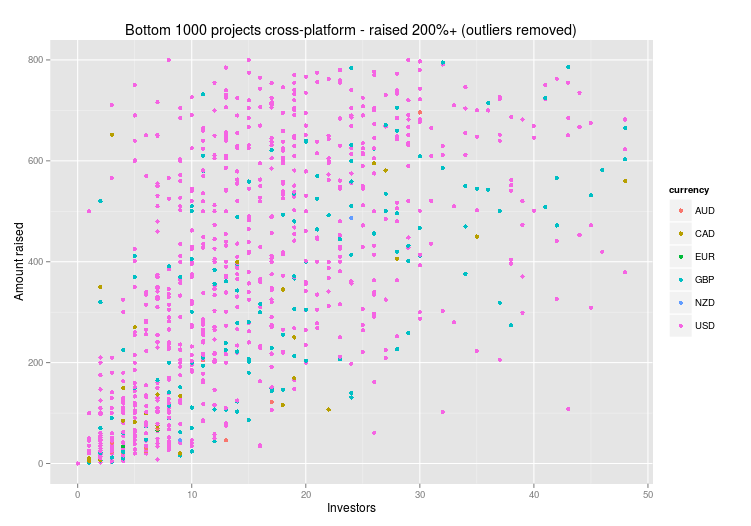 Bottom 1000 projects cross-platform - raised 200%+ (outliers removed)
Amount raised
800
600
400
200
0
0 10 20 30 40 50
Investors
currency
AUD
CAD
EUR
GBP
NZD
USD